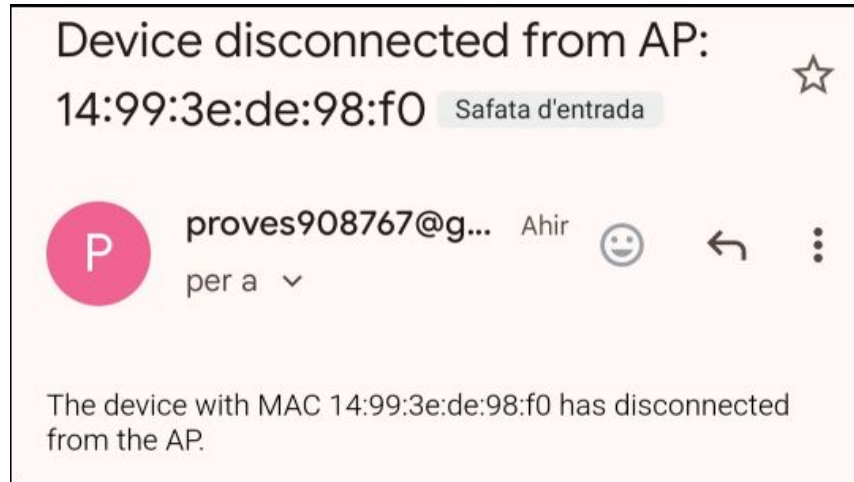 Device disconnected from AP:
14:99:3e:de:98:f0 Safata d'entrada
P
proves908767@g... Ahir
per a
The device with MAC 14:99:3e:de:98:f0 has disconnected
from the AP.